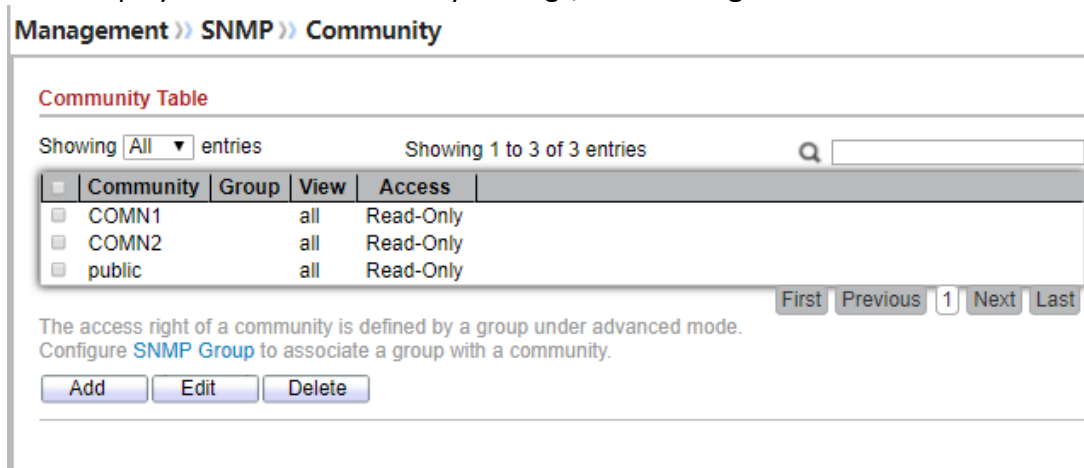 Management » SNMP » Community
Community Table
Showing All ▼ entries Showing 1 to 3 of 3 entries
Community Group View Access
COMN1 all Read-Only
COMN2 all Read-Only
public all Read-Only
First Previous 1 Next Last
The access right of a community is defined by a group under advanced mode.
Configure SNMP Group to associate a group with a community.
Add Edit Delete